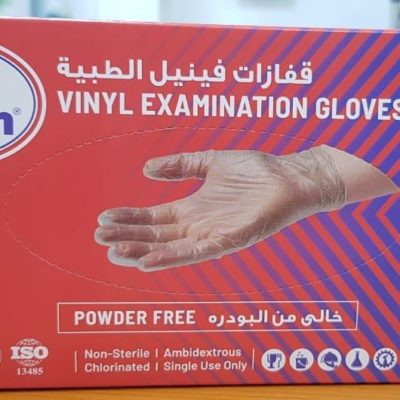 قفازات فينيل الطبية
VINYL EXAMINATION GLOVES
POWDER FREE خالى من البودره
ISO
13485
Non-Sterile | Ambidextrous
Chlorinated | Single Use Only